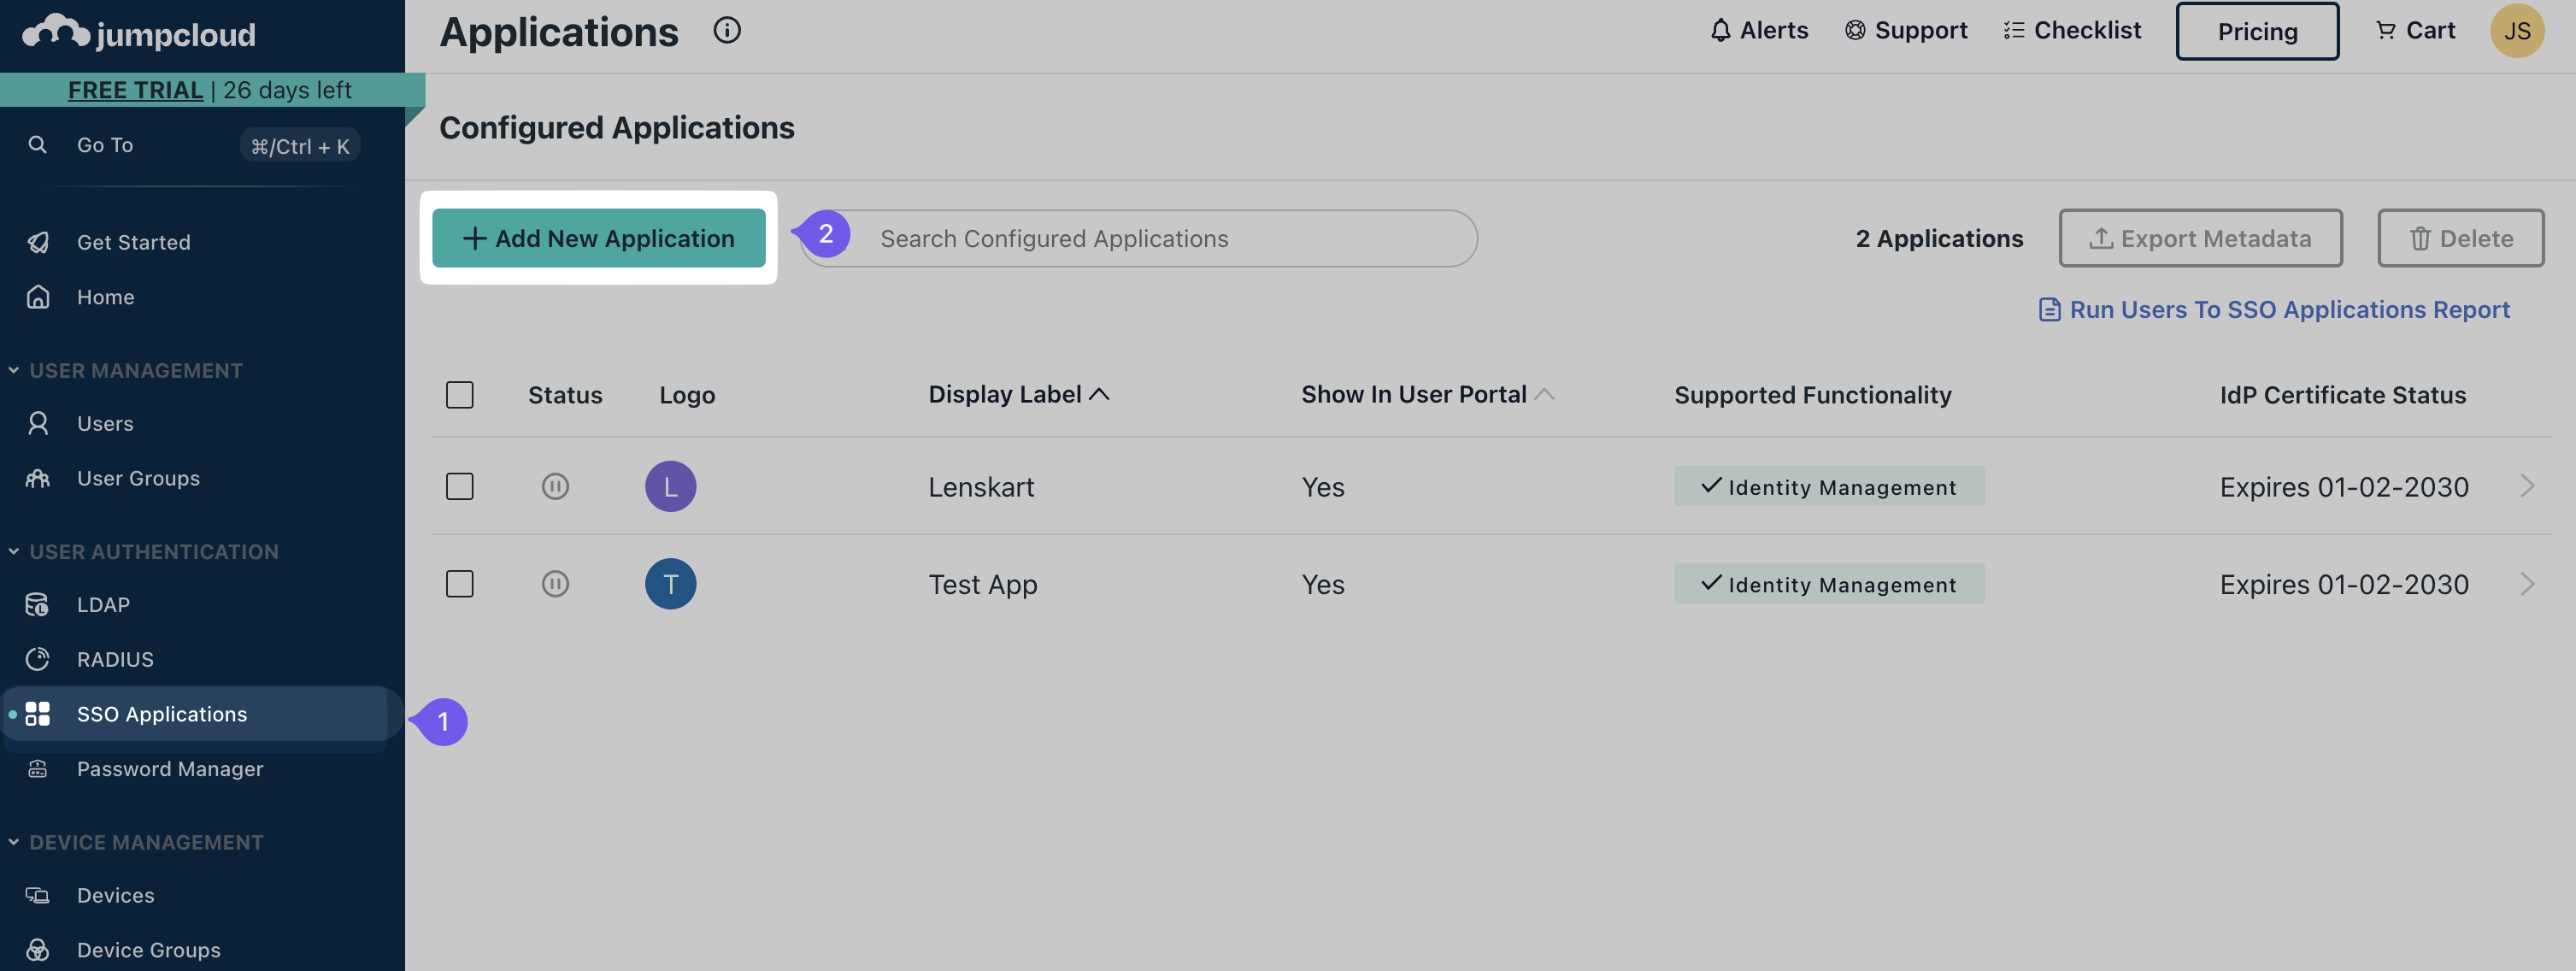 jumpcloud
FREE TRIAL | 26 days left
Go To
⌘/Ctrl + K
Get Started
Home
USER MANAGEMENT
Users
User Groups
USER AUTHENTICATION
LDAP
RADIUS
SSO Applications
1
Password Manager
DEVICE MANAGEMENT
Devices
Device Groups
Applications
Alerts
Support
Checklist
Pricing
Cart
JS
Configured Applications
+ Add New Application
2
Search Configured Applications
2 Applications
Export Metadata
Delete
Run Users To SSO Applications Report
Status Logo Display Label Show In User Portal Supported Functionality IdP Certificate Status
L Lenskart Yes Identity Management Expires 01-02-2030
T Test App Yes Identity Management Expires 01-02-2030